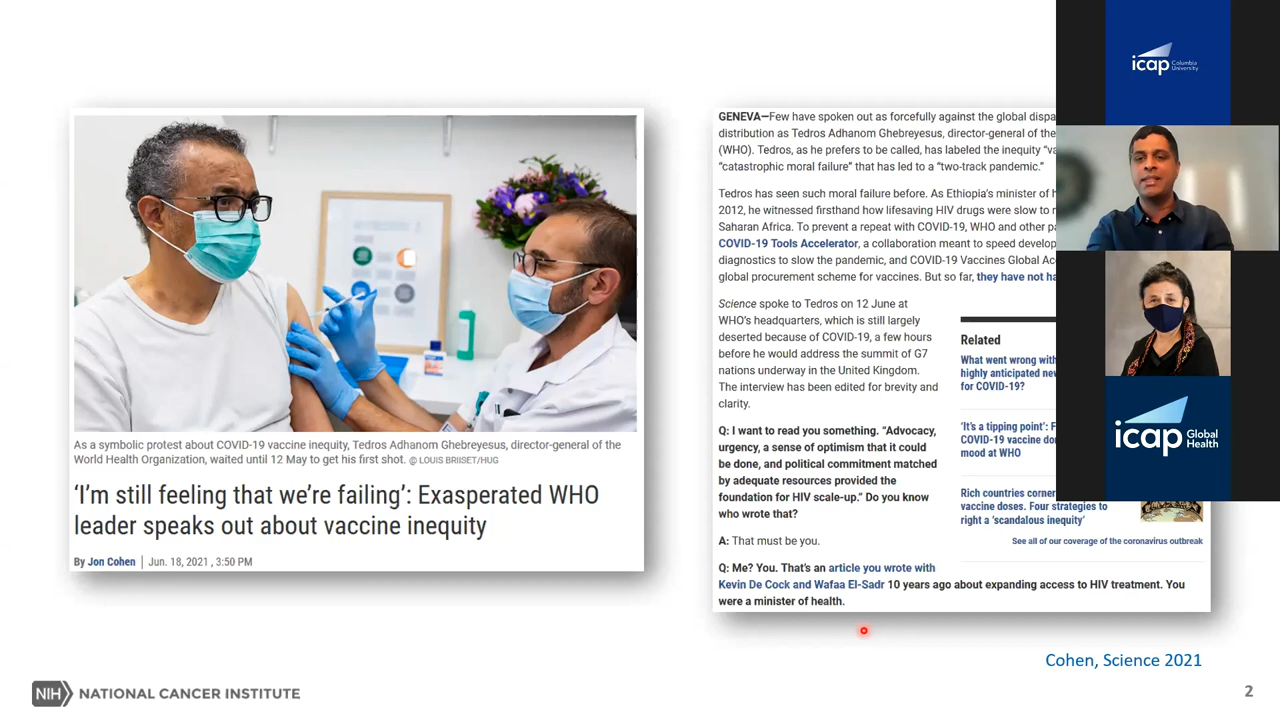 As a symbolic protest about COVID-19 vaccine inequity, Tedros Adhanom Ghebreyesus, director-general of the
World Health Organization, waited until 12 May to get his first shot. @ LOUIS BRIISET/HUG
‘I’m still feeling that we’re failing’: Exasperated WHO
leader speaks out about vaccine inequity
By Jon Cohen | Jun. 18, 2021 , 3:50 PM
GENEVA—Few have spoken out as forcefully against the global dispa
distribution as Tedros Adhanom Ghebreyesus, director-general of the
(WHO). Tedros, as he prefers to be called, has labeled the inequity “va
“catastrophic moral failure” that has led to a “two-track pandemic.”
Tedros has seen such moral failure before. As Ethiopia’s minister of h
2012, he witnessed firsthand how lifesaving HIV drugs were slow to r
Saharan Africa. To prevent a repeat with COVID-19, WHO and other pa
COVID-19 Tools Accelerator, a collaboration meant to speed develop
diagnostics to slow the pandemic, and COVID-19 Vaccines Global Ac
global procurement scheme for vaccines. But so far, they have not ha
Science spoke to Tedros on 12 June at
WHO’s headquarters, which is still largely
deserted because of COVID-19, a few hours
before he would address the summit of G7
nations underway in the United Kingdom.
The interview has been edited for brevity and
clarity.
Q: I want to read you something. “Advocacy,
urgency, a sense of optimism that it could
be done, and political commitment matched
by adequate resources provided the
foundation for HIV scale-up.” Do you know
who wrote that?
A: That must be you.
Q: Me? You. That’s an article you wrote with
Kevin De Cock and Wafaa El-Sadr 10 years ago about expanding access to HIV treatment. You
were a minister of health.
Related
What went wrong with
highly anticipated new
for COVID-19?
‘It’s a tipping point’: F
COVID-19 vaccine don
mood at WHO
Rich countries corner
vaccine doses. Four strategies to
right a ‘scandalous inequity’
See all of our coverage of the coronavirus outbreak
icap Columbia
University
icap Global
Health
Cohen, Science 2021
NIH NATIONAL CANCER INSTITUTE
2